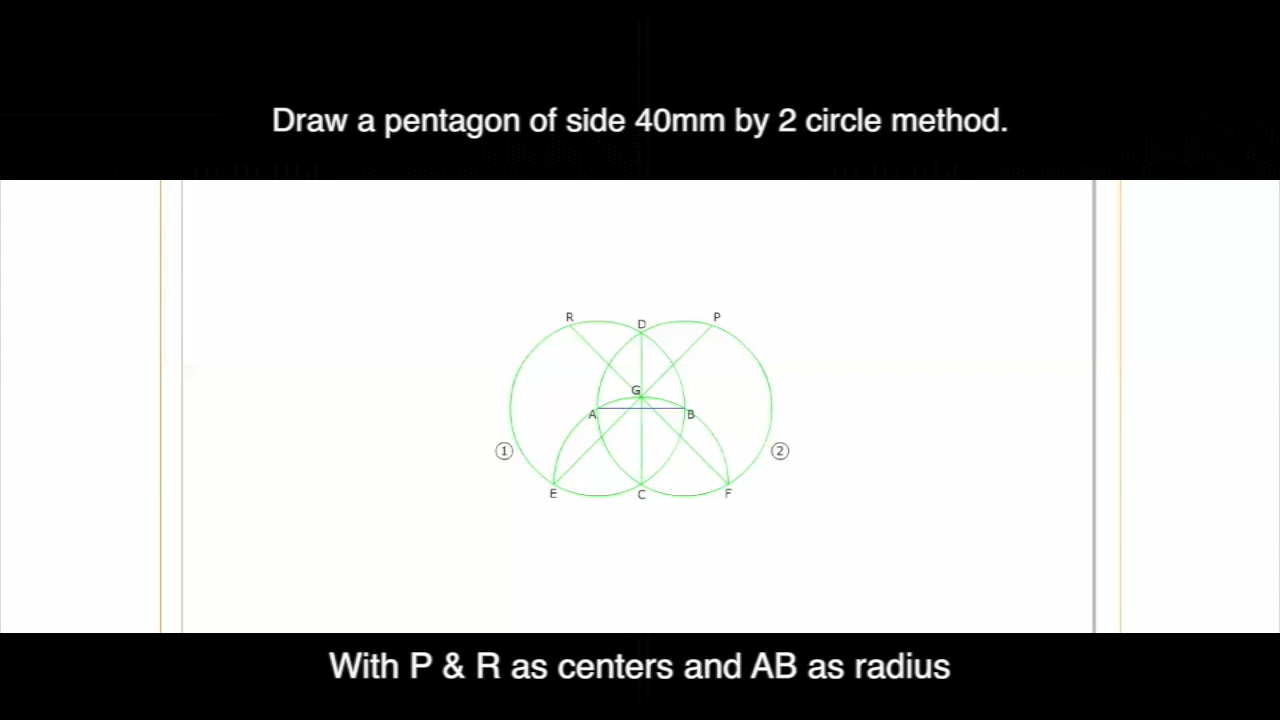 Draw a pentagon of side 40mm by 2 circle method.
R
D
P
G
A
B
1
2
E
C
F
With P & R as centers and AB as radius